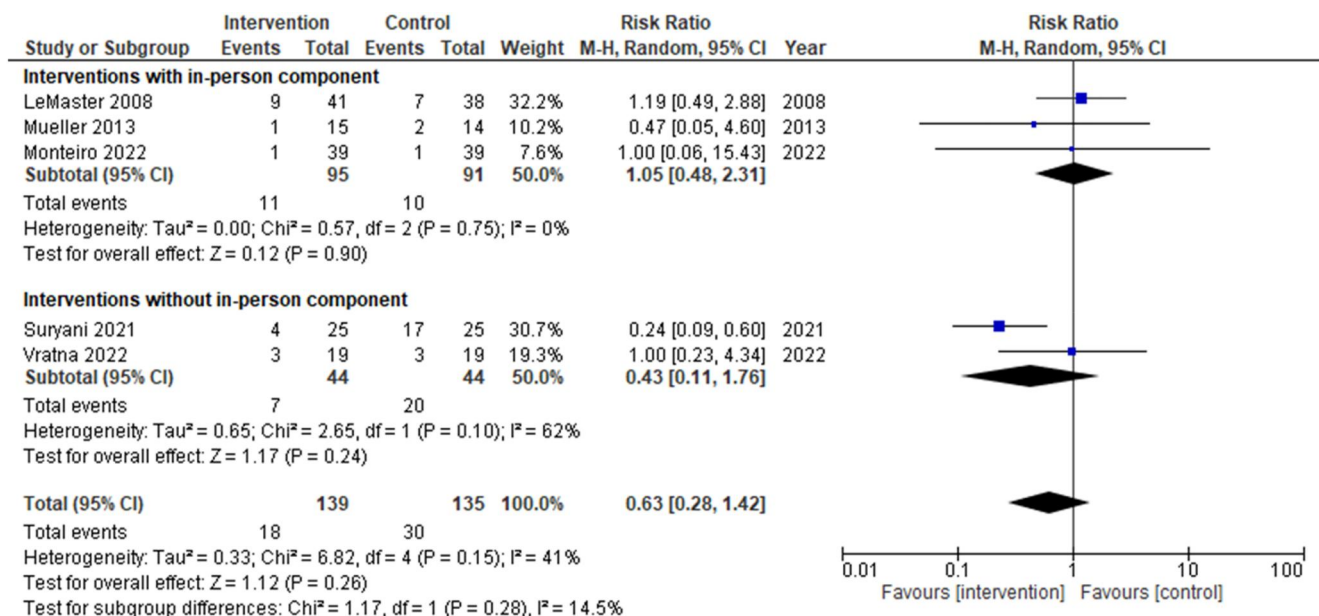 Intervention Control Risk Ratio Risk Ratio
Study or Subgroup Events Total Events Total Weight M-H, Random, 95% CI Year M-H, Random, 95% CI
Interventions with in-person component
LeMaster 2008 9 41 7 38 32.2% 1.19 [0.49, 2.88] 2008
Mueller 2013 1 15 2 14 10.2% 0.47 [0.05, 4.60] 2013
Monteiro 2022 1 39 1 39 7.6% 1.00 [0.06, 15.43] 2022
Subtotal (95% CI) 95 91 50.0% 1.05 [0.48, 2.31]
Total events 11 10
Heterogeneity: Tau² = 0.00; Chi² = 0.57, df = 2 (P = 0.75); I² = 0%
Test for overall effect: Z = 0.12 (P = 0.90)
Interventions without in-person component
Suryani 2021 4 25 17 25 30.7% 0.24 [0.09, 0.60] 2021
Vratna 2022 3 19 3 19 19.3% 1.00 [0.23, 4.34] 2022
Subtotal (95% CI) 44 44 50.0% 0.43 [0.11, 1.76]
Total events 7 20
Heterogeneity: Tau² = 0.65; Chi² = 2.65, df = 1 (P = 0.10); I² = 62%
Test for overall effect: Z = 1.17 (P = 0.24)
Total (95% CI) 139 135 100.0% 0.63 [0.28, 1.42]
Total events 18 30
Heterogeneity: Tau² = 0.33; Chi² = 6.82, df = 4 (P = 0.15); I² = 41%
Test for overall effect: Z = 1.12 (P = 0.26)
Test for subgroup differences: Chi² = 1.17, df = 1 (P = 0.28), I² = 14.5%
0.01 0.1 1 10 100
Favours [intervention] Favours [control]